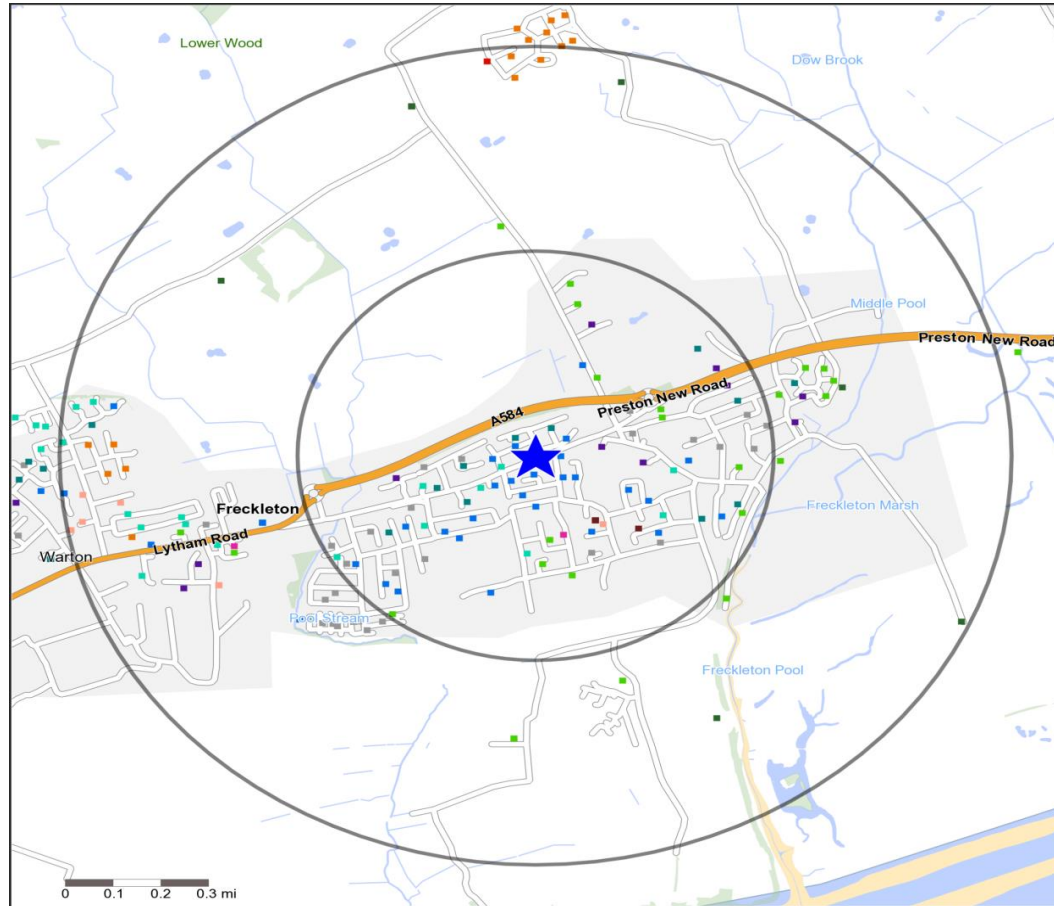 Lower Wood
Dow Brook
Middle Pool
Preston New Road
Preston New Road
A584
Freckleton
Freckleton Marsh
Lytham Road
Warton
Pool Stream
Freckleton Pool
0 0.1 0.2 0.3 mi